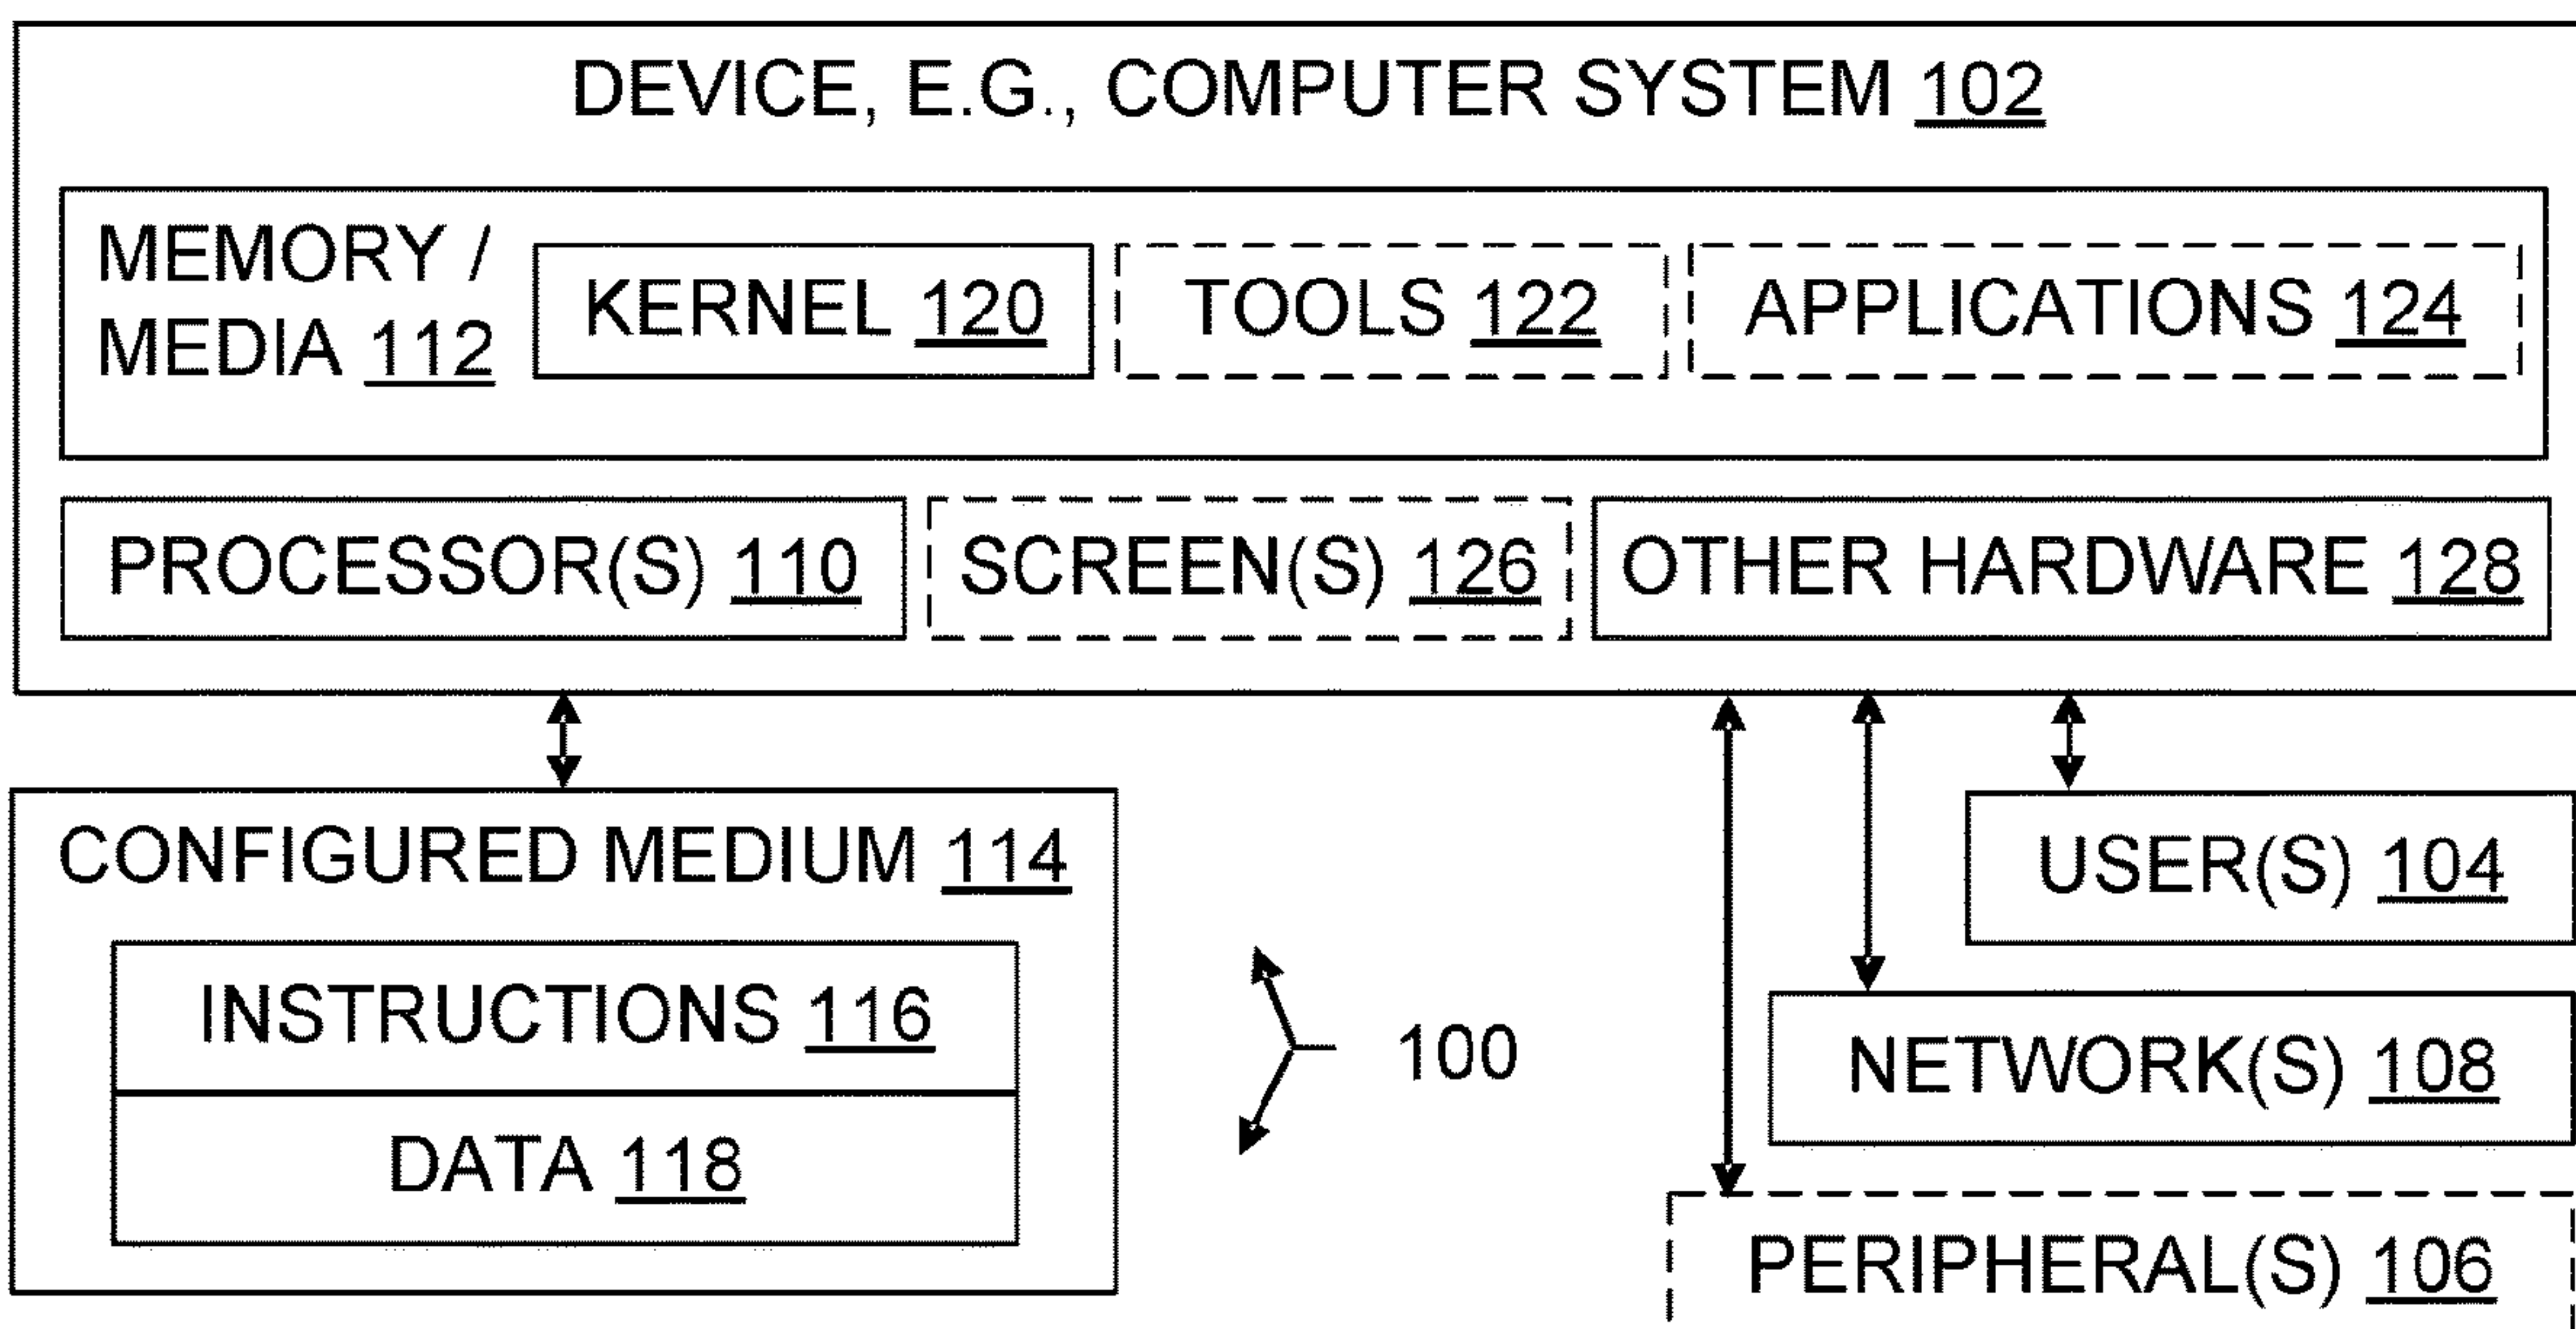 DEVICE, E.G., COMPUTER SYSTEM 102
MEMORY /
MEDIA 112
KERNEL 120
TOOLS 122
APPLICATIONS 124
PROCESSOR(S) 110
SCREEN(S) 126
OTHER HARDWARE 128
CONFIGURED MEDIUM 114
INSTRUCTIONS 116
DATA 118
100
USER(S) 104
NETWORK(S) 108
PERIPHERAL(S) 106